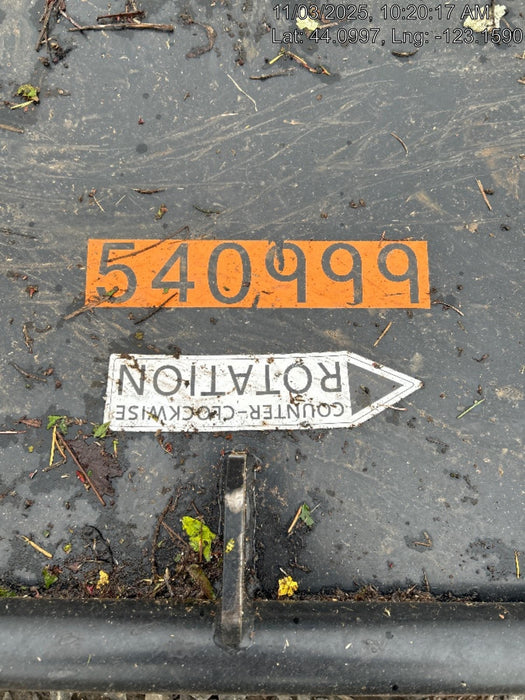 11/03/2025, 10:20:17 AM
Lat: 44.0997, Lng: -123.1590
540999
COUNTER-CLOCKWISE
ROTATION